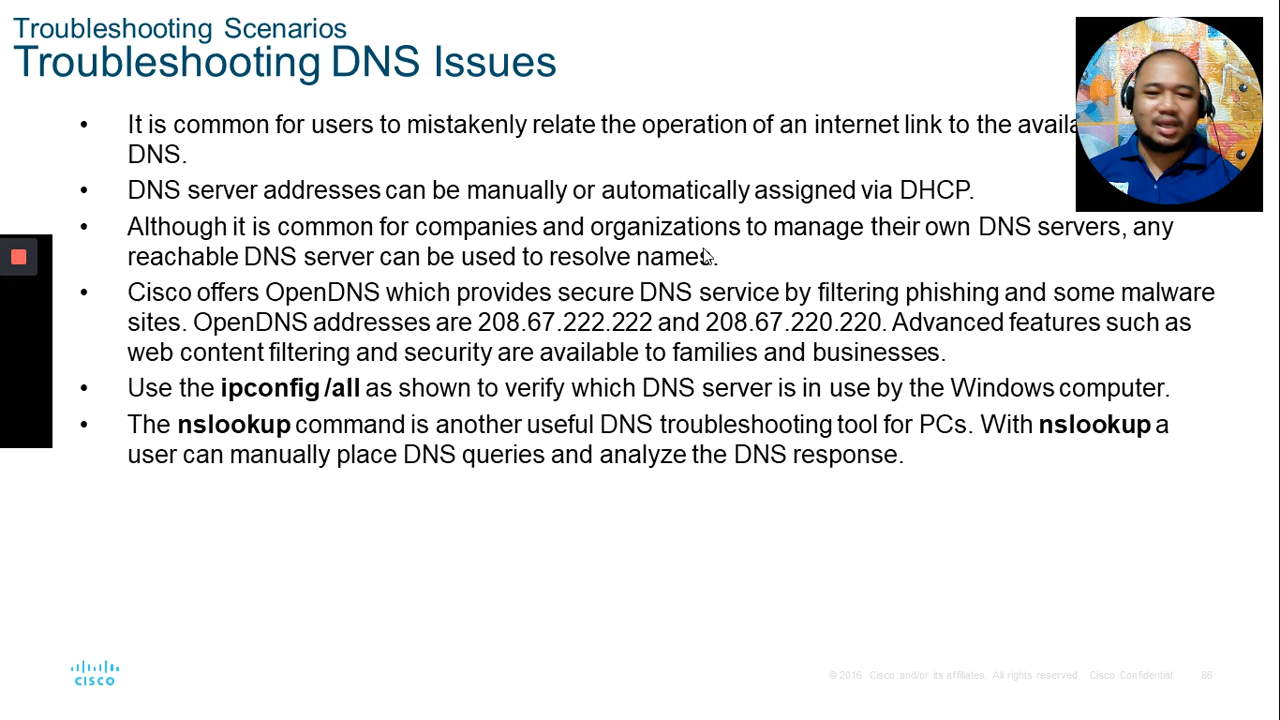 Troubleshooting Scenarios
Troubleshooting DNS Issues
• It is common for users to mistakenly relate the operation of an internet link to the
DNS.
• DNS server addresses can be manually or automatically assigned via DHCP.
• Although it is common for companies and organizations to manage their own DNS servers, any
reachable DNS server can be used to resolve names.
• Cisco offers OpenDNS which provides secure DNS service by filtering phishing and some malware
sites. OpenDNS addresses are 208.67.222.222 and 208.67.220.220. Advanced features such as
web content filtering and security are available to families and businesses.
• Use the ipconfig /all as shown to verify which DNS server is in use by the Windows computer.
• The nslookup command is another useful DNS troubleshooting tool for PCs. With nslookup a
user can manually place DNS queries and analyze the DNS response.
CISCO
© 2016 Cisco and/or its affiliates. All rights reserved. Cisco Confidential 86